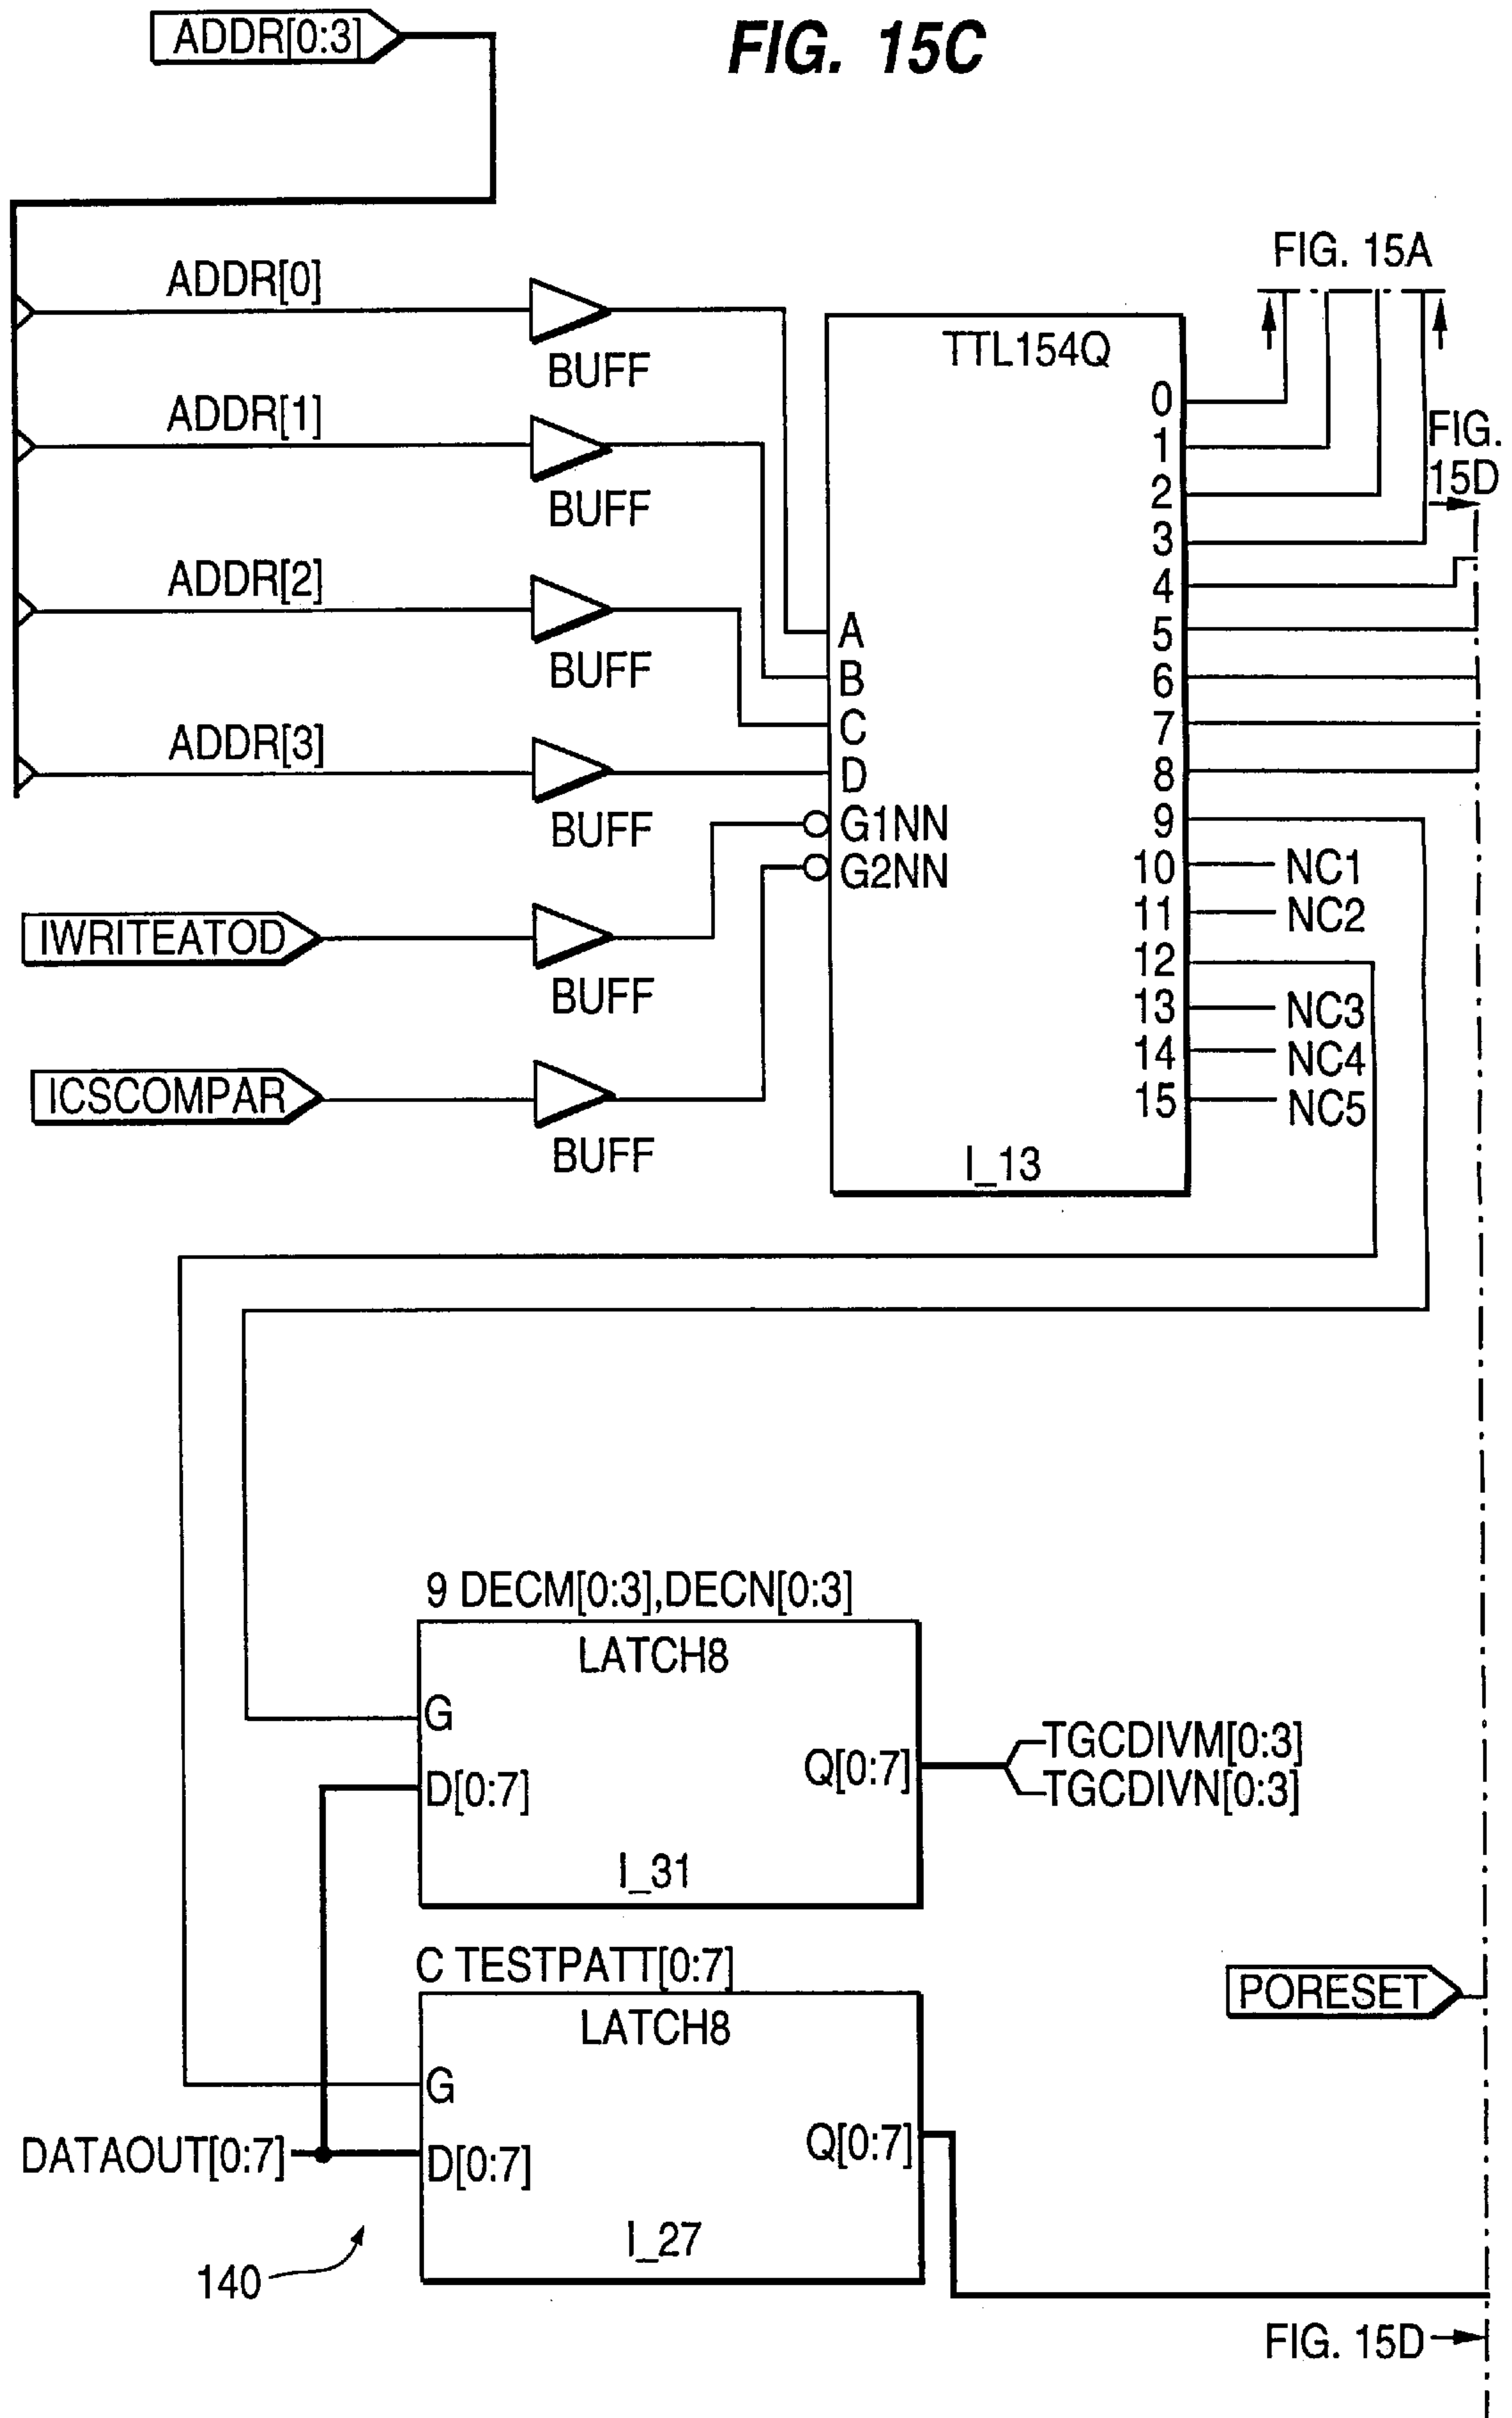 ADDR[0:3]
FIG. 15C
FIG. 15A
ADDR[0]
BUFF
TTL154Q
ADDR[1]
BUFF
ADDR[2]
BUFF
ADDR[3]
BUFF
IWRITEATOD
BUFF
ICSCOMPAR
BUFF
A
B
C
D
G1NN
G2NN
0
1
2
3
4
5
6
7
8
9
10 NC1
11 NC2
12
13 NC3
14 NC4
15 NC5
I_13
FIG.
15D
9 DECM[0:3],DECN[0:3]
LATCH8
G
D[0:7]
Q[0:7]
TGCDIVM[0:3]
TGCDIVN[0:3]
I_31
C TESTPATT[0:7]
LATCH8
G
DATAOUT[0:7]
D[0:7]
Q[0:7]
I_27
PORESET
140
FIG. 15D